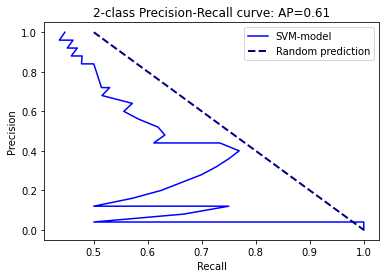 2-class Precision-Recall curve: AP=0.61
SVM-model
Random prediction
Precision
1.0
0.8
0.6
0.4
0.2
0.0
0.5 0.6 0.7 0.8 0.9 1.0
Recall